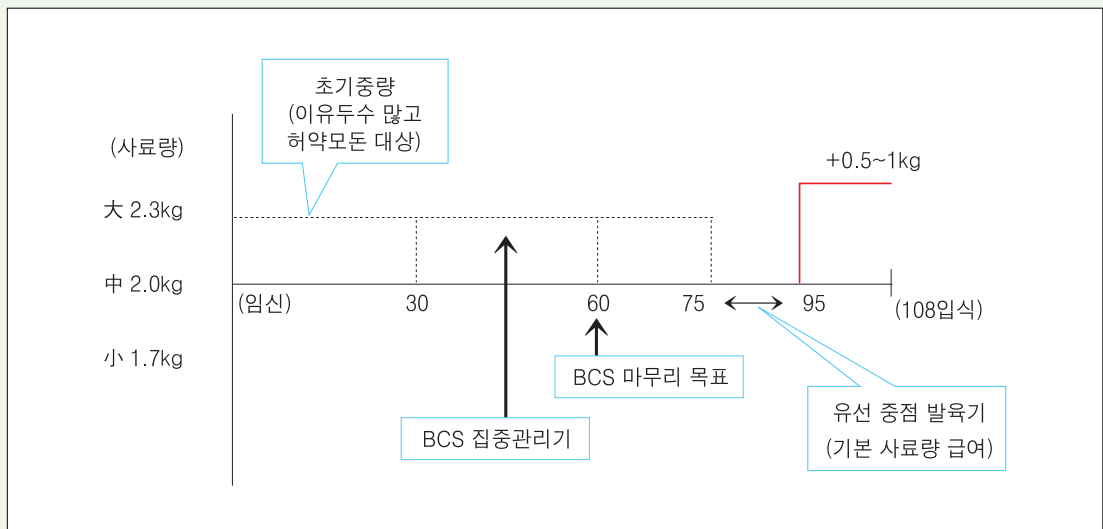 초기중량
(이유두수 많고
허약모돈 대상)
(사료량)
+0.5~1kg
大 2.3kg
中 2.0kg
(임신)
30
60
75
95
(108입식)
小 1.7kg
BCS 마무리 목표
BCS 집중관리기
유선 중점 발육기
(기본 사료량 급여)